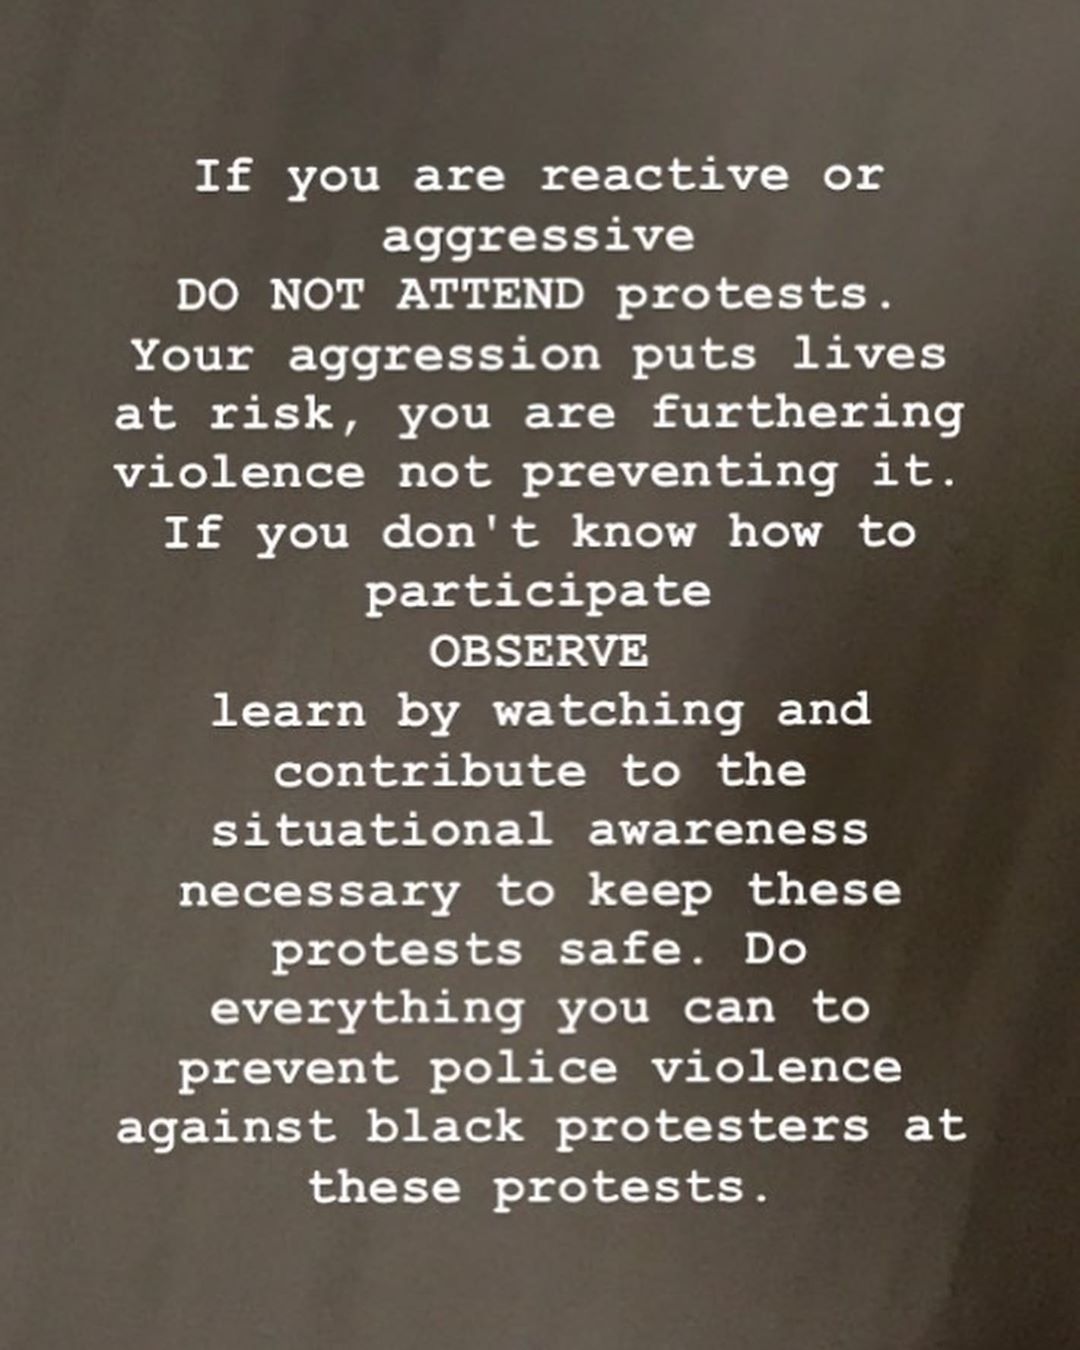 If you are reactive or
aggressive
DO NOT ATTEND protests.
Your aggression puts lives
at risk, you are furthering
violence not preventing it.
If you don't know how to
participate
OBSERVE
learn by watching and
contribute to the
situational awareness
necessary to keep these
protests safe. Do
everything you can to
prevent police violence
against black protesters at
these protests.